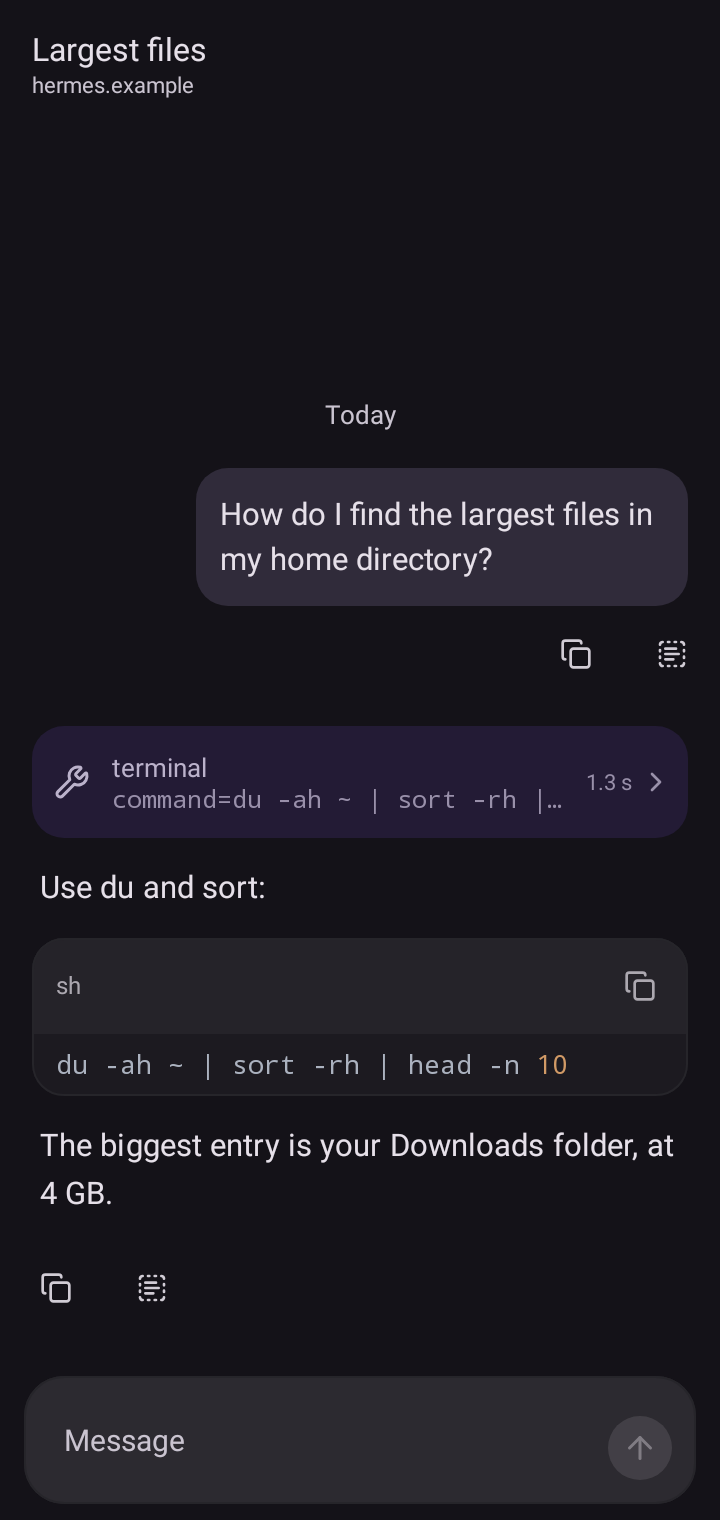 Largest files
hermes.example
Today
How do I find the largest files in
my home directory?
terminal
command=du -ah ~ | sort -rh |…
1.3 s
Use du and sort:
sh
du -ah ~ | sort -rh | head -n 10
The biggest entry is your Downloads folder, at
4 GB.
Message